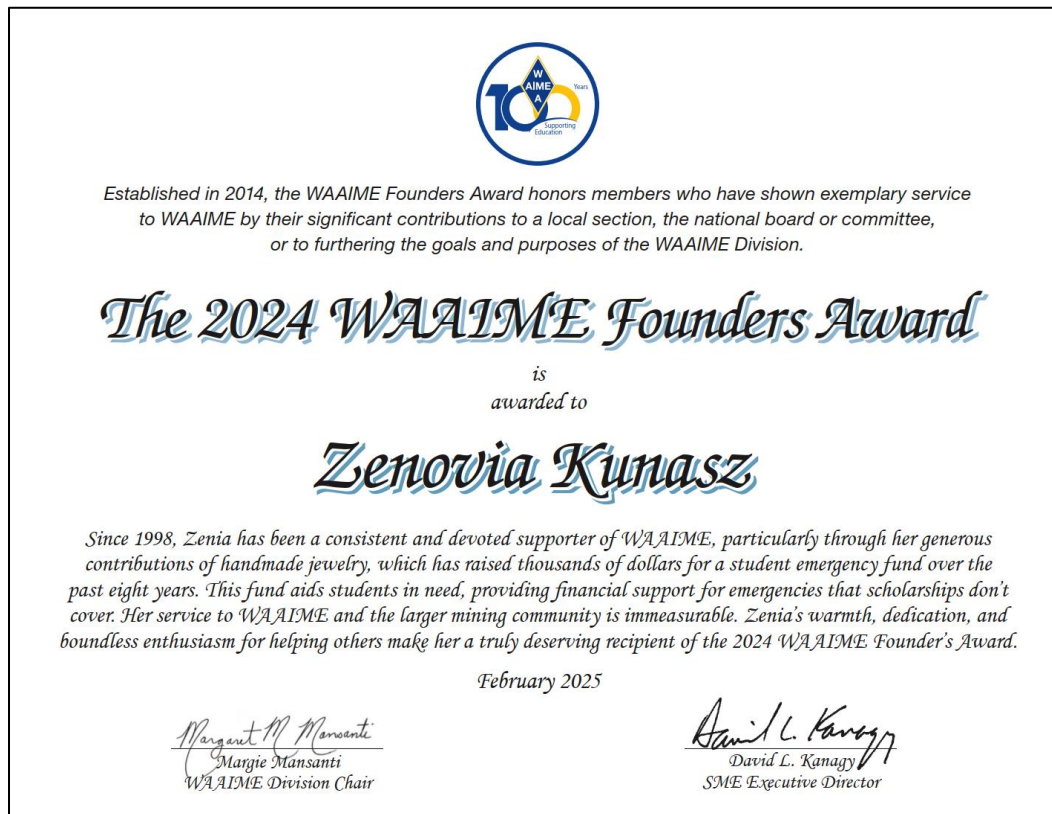 W
AIME
A
100
Years
Supporting
Education
Established in 2014, the WAAIME Founders Award honors members who have shown exemplary service
to WAAIME by their significant contributions to a local section, the national board or committee,
or to furthering the goals and purposes of the WAAIME Division.
The 2024 WAAIME Founders Award
is
awarded to
Zenovia Kunasz
Since 1998, Zenia has been a consistent and devoted supporter of WAAIME, particularly through her generous
contributions of handmade jewelry, which has raised thousands of dollars for a student emergency fund over the
past eight years. This fund aids students in need, providing financial support for emergencies that scholarships don't
cover. Her service to WAAIME and the larger mining community is immeasurable. Zenia's warmth, dedication, and
boundless enthusiasm for helping others make her a truly deserving recipient of the 2024 WAAIME Founder's Award.
February 2025
Margaret M Mansanti
Margie Mansanti
WAAIME Division Chair
David L. Kanagy
David L. Kanagy
SME Executive Director